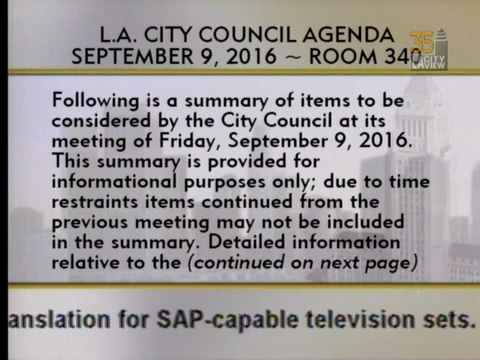 L.A. CITY COUNCIL AGENDA
SEPTEMBER 9, 2016 ~ ROOM 340
35
CITY
LAVIEW
Following is a summary of items to be
considered by the City Council at its
meeting of Friday, September 9, 2016.
This summary is provided for
informational purposes only; due to time
restraints items continued from the
previous meeting may not be included
in the summary. Detailed information
relative to the (continued on next page)
anslation for SAP-capable television sets.